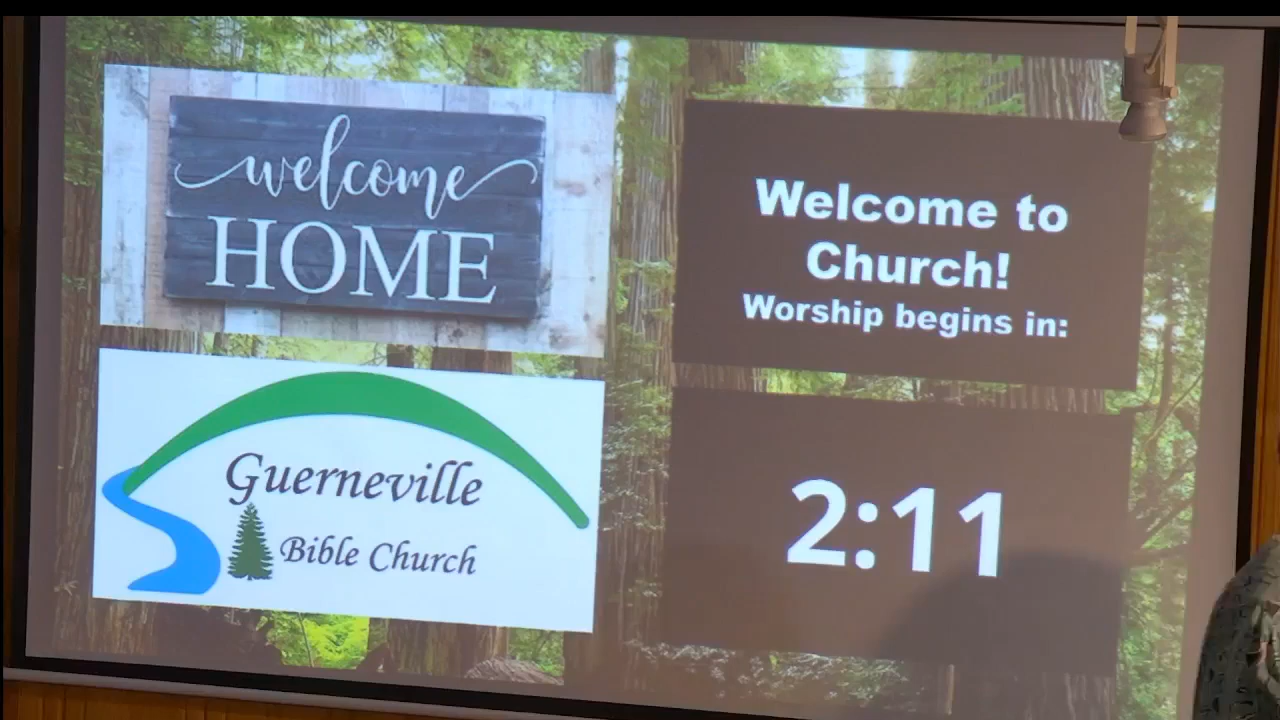 welcome
HOME
Welcome to
Church!
Worship begins in:
Guerneville
Bible Church
2:11